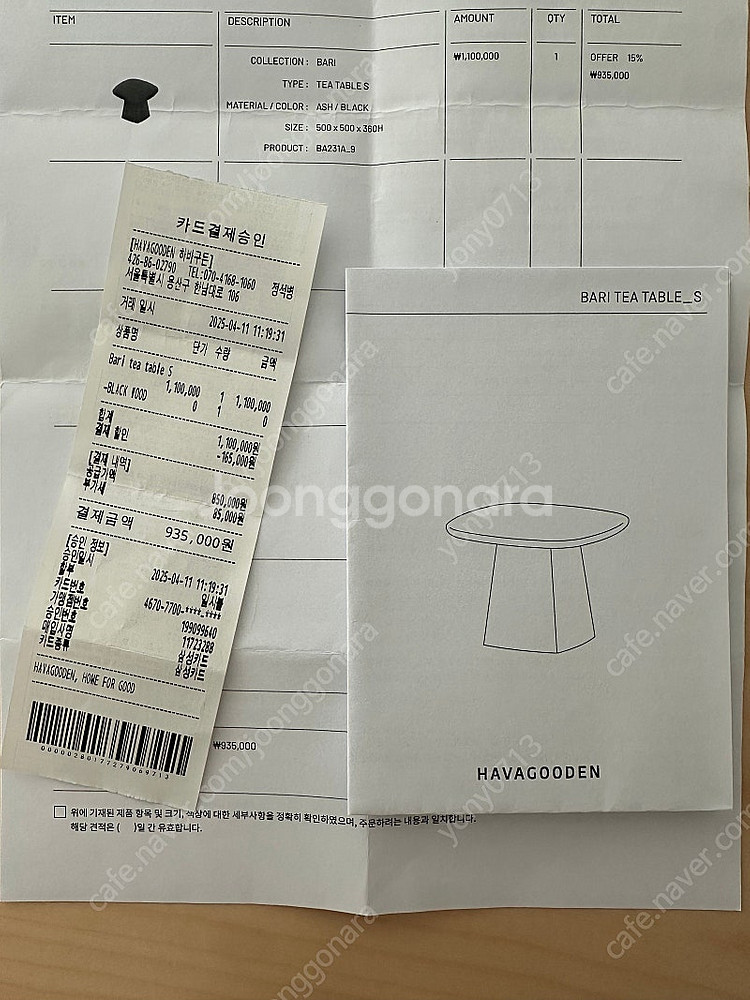 ITEM DESCRIPTION AMOUNT QTY TOTAL
COLLECTION : BARI ₩1,100,000 1 OFFER 15%
₩935,000
TYPE : TEA TABLE S
MATERIAL / COLOR : ASH / BLACK
SIZE : 500 x 500 x 360H
PRODUCT : BA231A_9
카드결제승인
[HAVAGOODEN 하바구든]
426-86-02790 TEL:070-4168-1060 정석병
서울특별시 용산구 한남대로 106
거래 일시 2025-04-11 11:19:31
상품명 단가 수량 금액
Bari tea table S
1,100,000 1 1,100,000
-BLACK WOOD 0 1 0
합계 1,100,000원
결제 할인 -165,000원
[결제 내역]
공급가액 850,000원
부가세 85,000원
결제금액 935,000원
[승인 정보]
승인일시 2025-04-11 11:19:31
할부 일시불
카드번호 4670-7700-****-****
가맹점번호 199099640
승인번호 11723288
매입사명 삼성카드
카드종류 삼성카드
HAVAGOODEN, HOME FOR GOOD
0000028017727906971​3
BARI TEA TABLE_S
HAVAGOODEN
₩935,000
위에 기재된 제품 항목 및 크기, 색상에 대한 세부사항을 정확히 확인하였으며, 주문하려는 내용과 일치합니다.
해당 견적은 ( )일 간 유효합니다.
Joonggonara
cafe.naver.com/joonggonara
yony0713